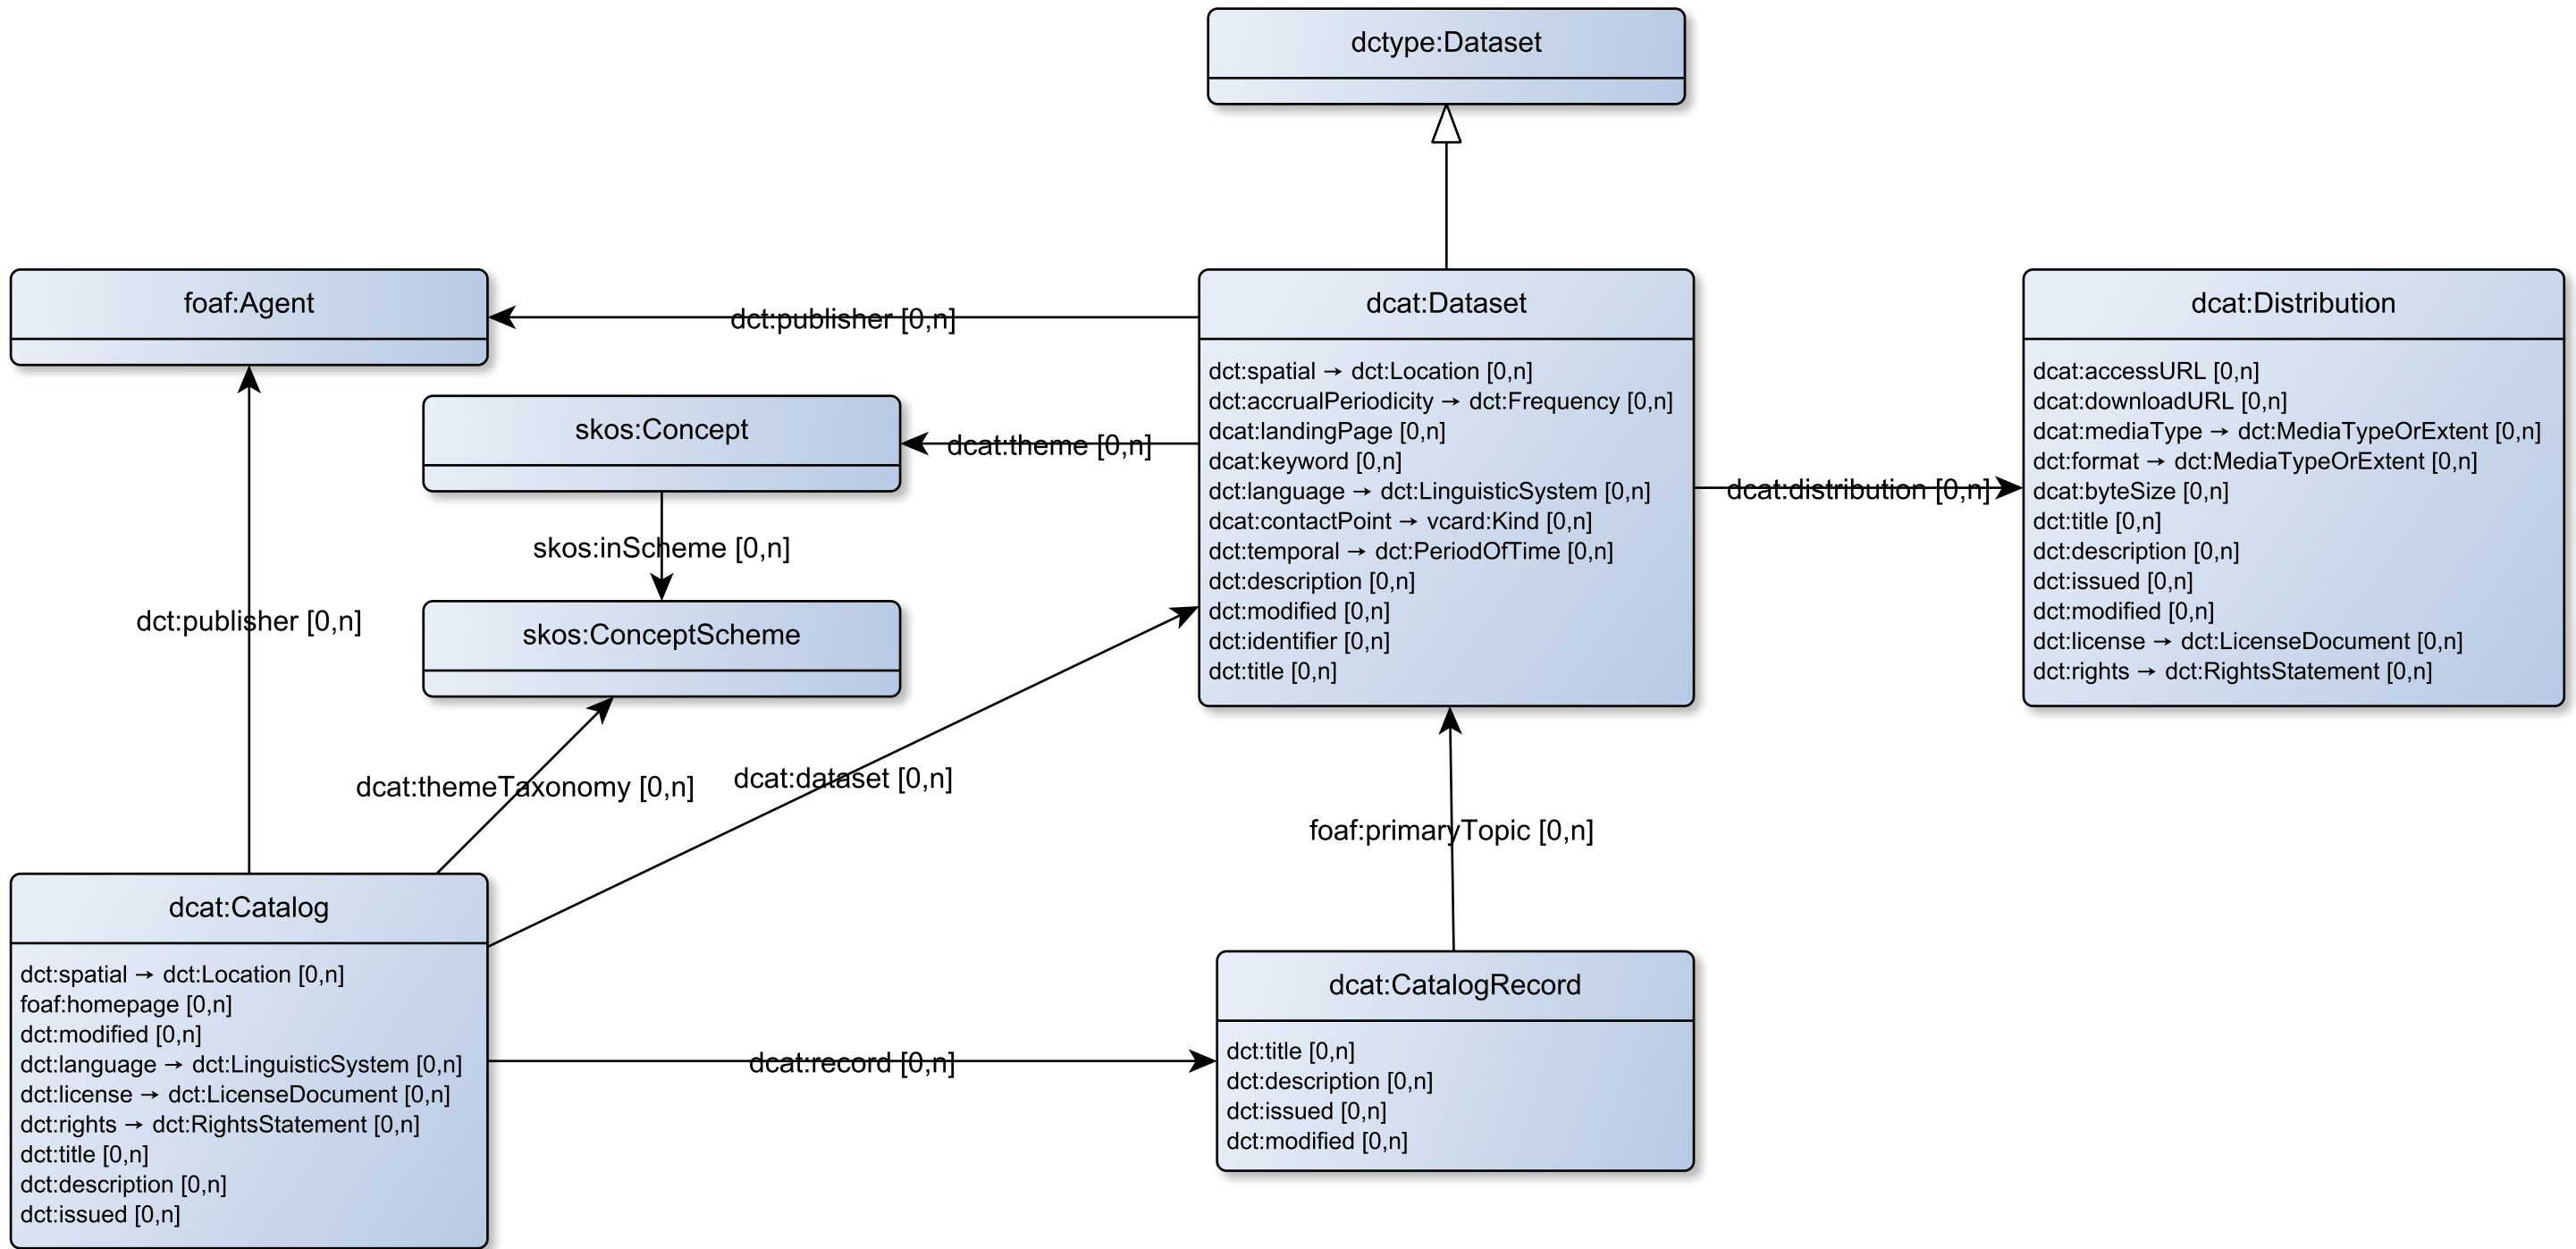 dctype:Dataset
foaf:Agent
dct:publisher [0,n]
dcat:Dataset
dct:spatial → dct:Location [0,n]
dct:accrualPeriodicity → dct:Frequency [0,n]
dcat:landingPage [0,n]
dcat:keyword [0,n]
dct:language → dct:LinguisticSystem [0,n]
dcat:contactPoint → vcard:Kind [0,n]
dct:temporal → dct:PeriodOfTime [0,n]
dct:description [0,n]
dct:modified [0,n]
dct:identifier [0,n]
dct:title [0,n]
dcat:Distribution
dcat:accessURL [0,n]
dcat:downloadURL [0,n]
dcat:mediaType → dct:MediaTypeOrExtent [0,n]
dct:format → dct:MediaTypeOrExtent [0,n]
dcat:byteSize [0,n]
dct:title [0,n]
dct:description [0,n]
dct:issued [0,n]
dct:modified [0,n]
dct:license → dct:LicenseDocument [0,n]
dct:rights → dct:RightsStatement [0,n]
skos:Concept
dcat:theme [0,n]
dcat:distribution [0,n]
skos:inScheme [0,n]
dct:publisher [0,n]
skos:ConceptScheme
dcat:themeTaxonomy [0,n]
dcat:dataset [0,n]
foaf:primaryTopic [0,n]
dcat:Catalog
dct:spatial → dct:Location [0,n]
foaf:homepage [0,n]
dct:modified [0,n]
dct:language → dct:LinguisticSystem [0,n]
dct:license → dct:LicenseDocument [0,n]
dct:rights → dct:RightsStatement [0,n]
dct:title [0,n]
dct:description [0,n]
dct:issued [0,n]
dcat:record [0,n]
dcat:CatalogRecord
dct:title [0,n]
dct:description [0,n]
dct:issued [0,n]
dct:modified [0,n]